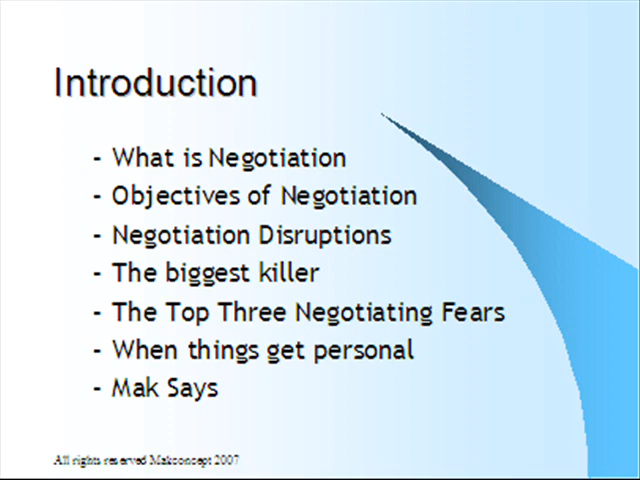 Introduction
- What is Negotiation
- Objectives of Negotiation
- Negotiation Disruptions
- The biggest killer
- The Top Three Negotiating Fears
- When things get personal
- Mak Says
All rights reserved Makconcept 2007